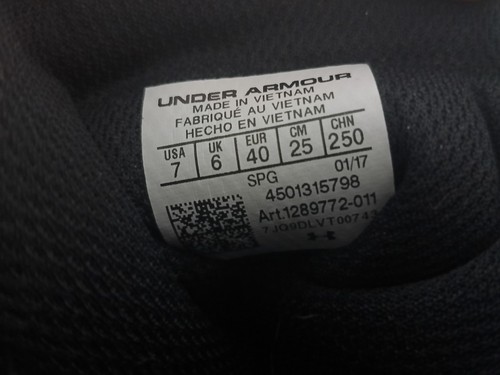 UNDER ARMOUR
MADE IN VIETNAM
FABRIQUÉ AU VIETNAM
HECHO EN VIETNAM
USA UK EUR CM CHN
7 6 40 25 250
SPG 01/17
4501315798
Art.1289772-011